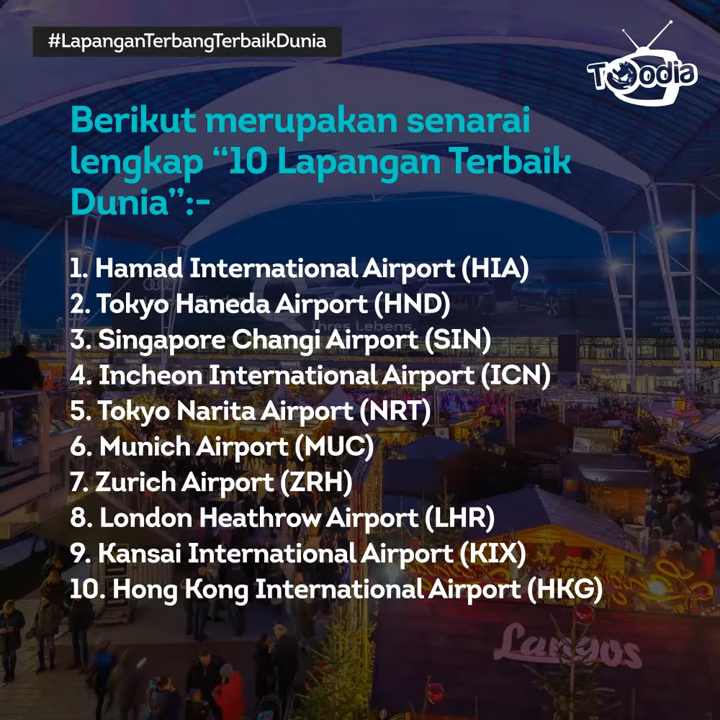 #LapanganTerbangTerbaikDunia
Toodia
Berikut merupakan senarai
lengkap “10 Lapangan Terbaik
Dunia”:-
1. Hamad International Airport (HIA)
2. Tokyo Haneda Airport (HND)
Ihres Lebens.
3. Singapore Changi Airport (SIN)
4. Incheon International Airport (ICN)
5. Tokyo Narita Airport (NRT)
6. Munich Airport (MUC)
7. Zurich Airport (ZRH)
8. London Heathrow Airport (LHR)
9. Kansai International Airport (KIX)
10. Hong Kong International Airport (HKG)
Langos